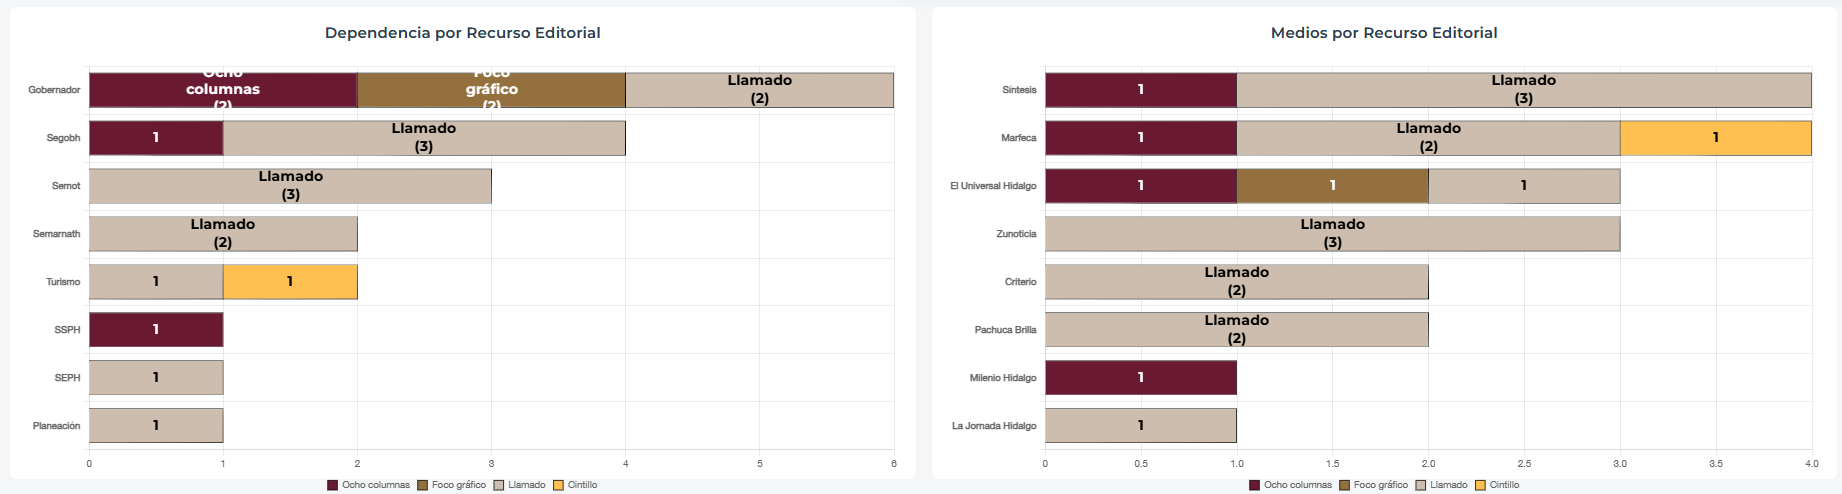 Dependencia por Recurso Editorial
Gobernador
Ocho
columnas
(2)
Foco
gráfico
(2)
Llamado
(2)
Segobh
1
Llamado
(3)
Semot
Llamado
(3)
Semarnath
Llamado
(2)
Turismo
1
1
SSPH
1
SEPH
1
Planeación
1
0 1 2 3 4 5 6
Ocho columnas Foco gráfico Llamado Cintillo
Medios por Recurso Editorial
Síntesis
1
Llamado
(3)
Marfeca
1
Llamado
(2)
1
El Universal Hidalgo
1
1
1
Zunoticia
Llamado
(3)
Criterio
Llamado
(2)
Pachuca Brilla
Llamado
(2)
Milenio Hidalgo
1
La Jornada Hidalgo
1
0 0.5 1.0 1.5 2.0 2.5 3.0 3.5 4.0
Ocho columnas Foco gráfico Llamado Cintillo